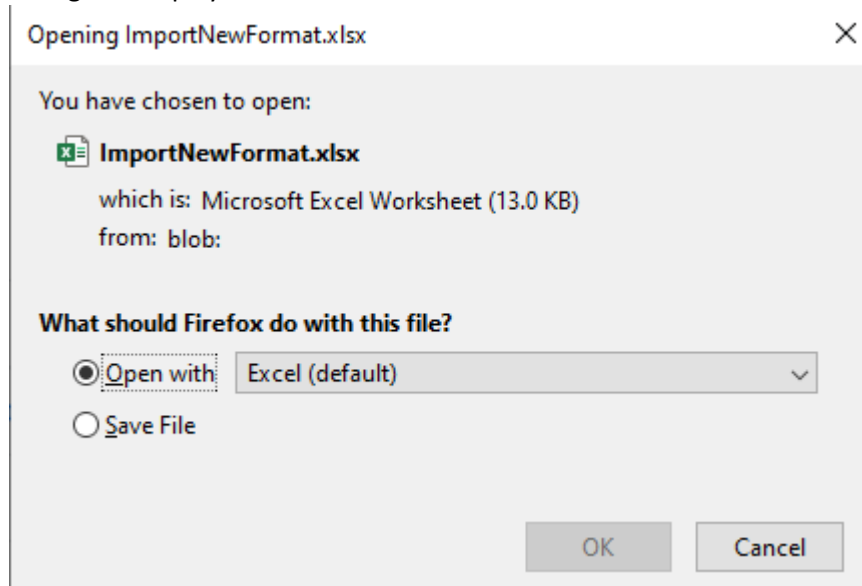 Opening ImportNewFormat.xlsx
You have chosen to open:
ImportNewFormat.xlsx
which is: Microsoft Excel Worksheet (13.0 KB)
from: blob:
What should Firefox do with this file?
Open with Excel (default)
Save File
OK Cancel